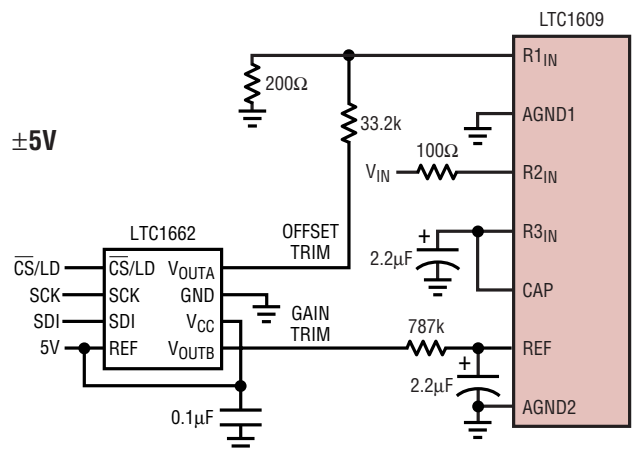 LTC1609
R1IN
200Ω
33.2k
AGND1
±5V
100Ω
VIN
R2IN
LTC1662
OFFSET
TRIM
R3IN
+
2.2µF
CS/LD
CS/LD
VOUTA
CAP
SCK
SCK
GND
SDI
SDI
VCC
GAIN
TRIM
787k
5V
REF
VOUTB
REF
+
2.2µF
AGND2
0.1µF